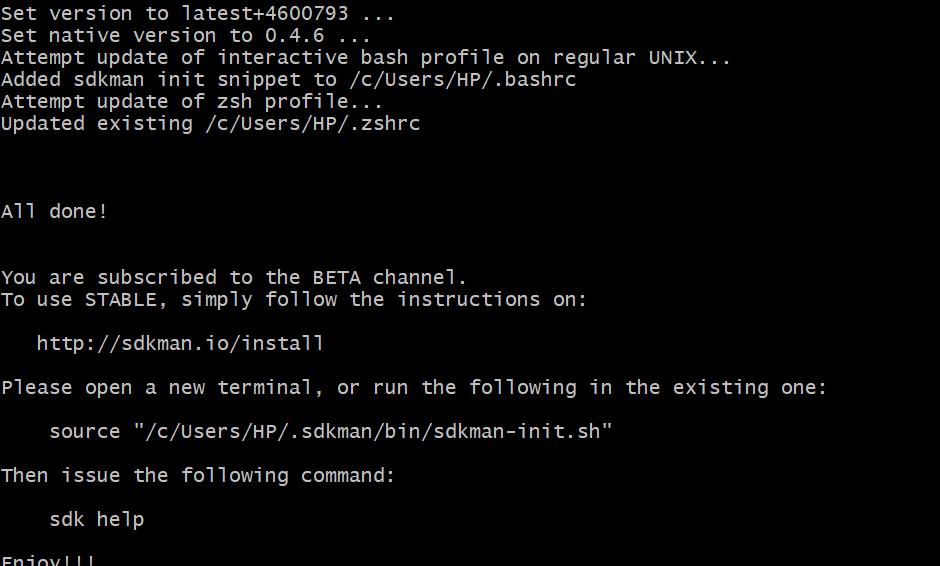 Set version to latest+4600793 ...
Set native version to 0.4.6 ...
Attempt update of interactive bash profile on regular UNIX...
Added sdkman init snippet to /c/Users/HP/.bashrc
Attempt update of zsh profile...
Updated existing /c/Users/HP/.zshrc
All done!
You are subscribed to the BETA channel.
To use STABLE, simply follow the instructions on:
http://sdkman.io/install
Please open a new terminal, or run the following in the existing one:
source "/c/Users/HP/.sdkman/bin/sdkman-init.sh"
Then issue the following command:
sdk help
Enjoy!!!